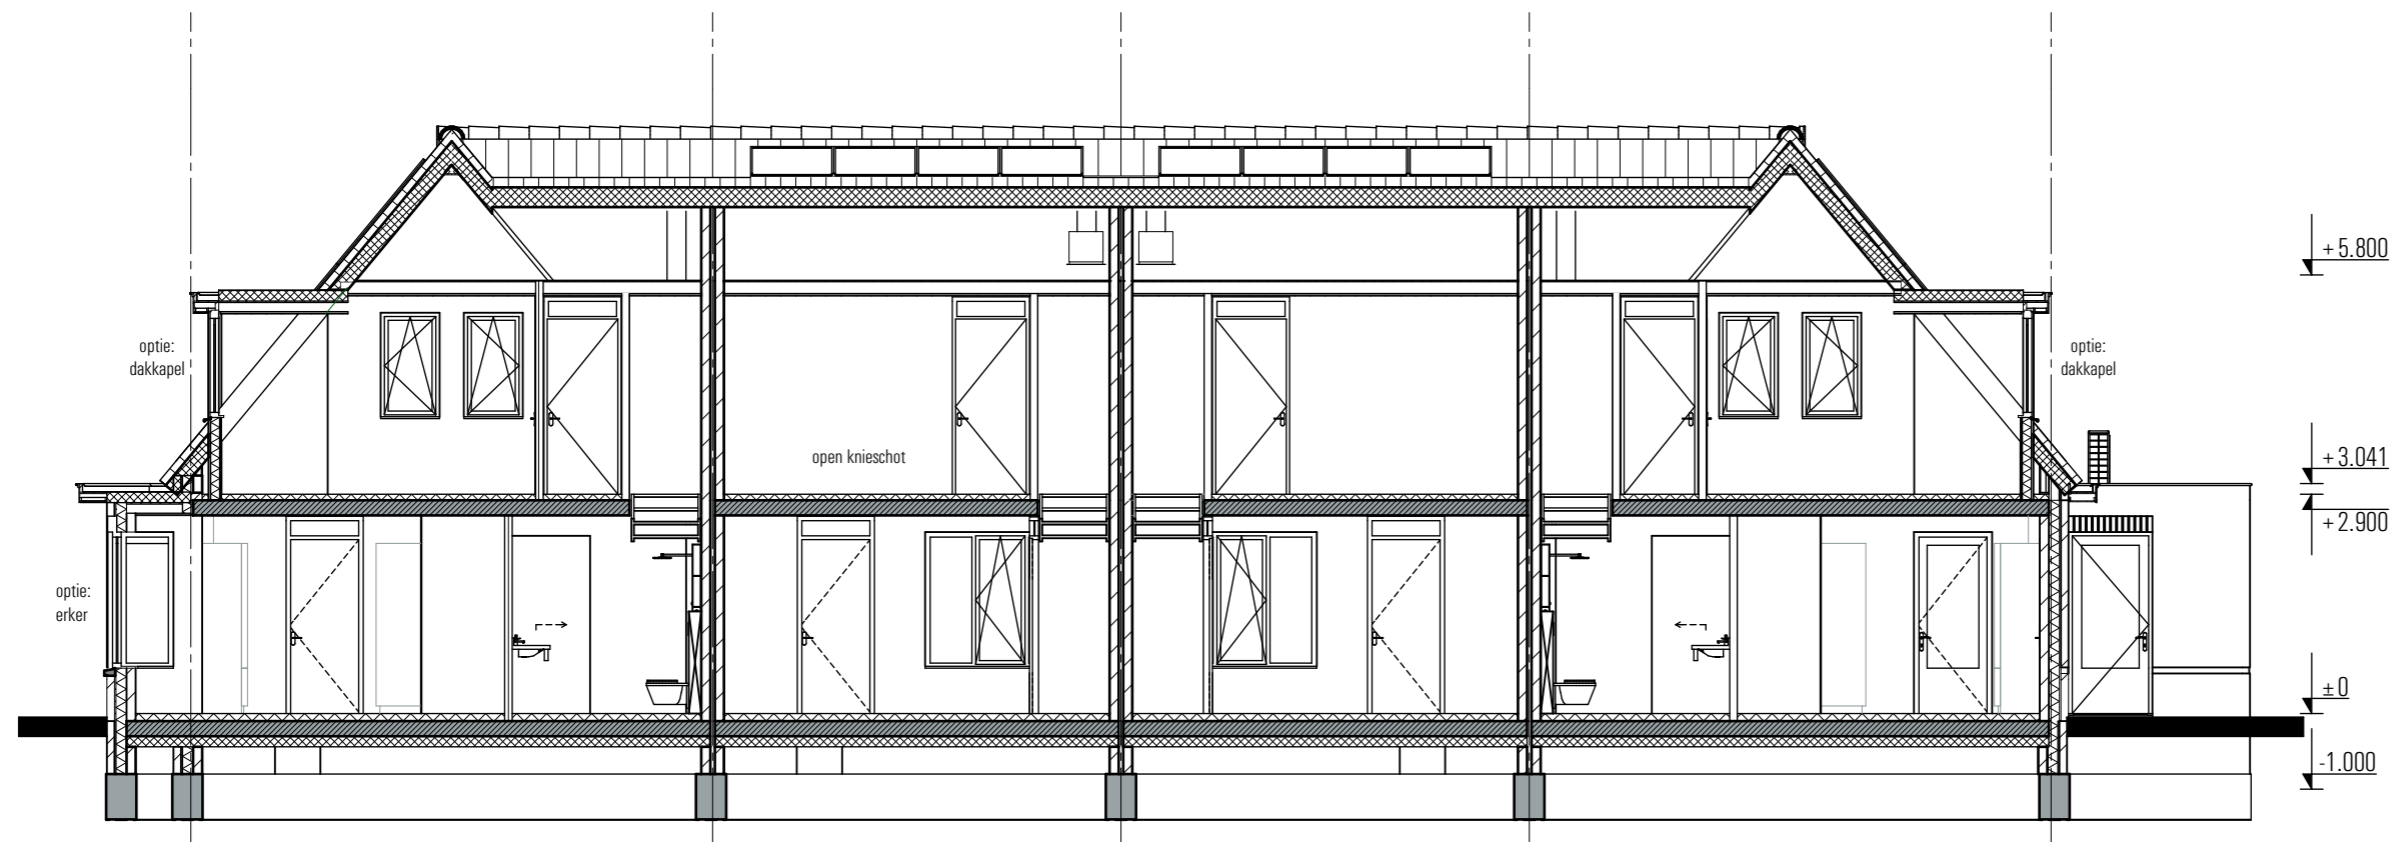 +5.800
optie:
dakkapel
optie:
dakkapel
open knieschot
+3.041
+2.900
optie:
erker
±0
-1.000